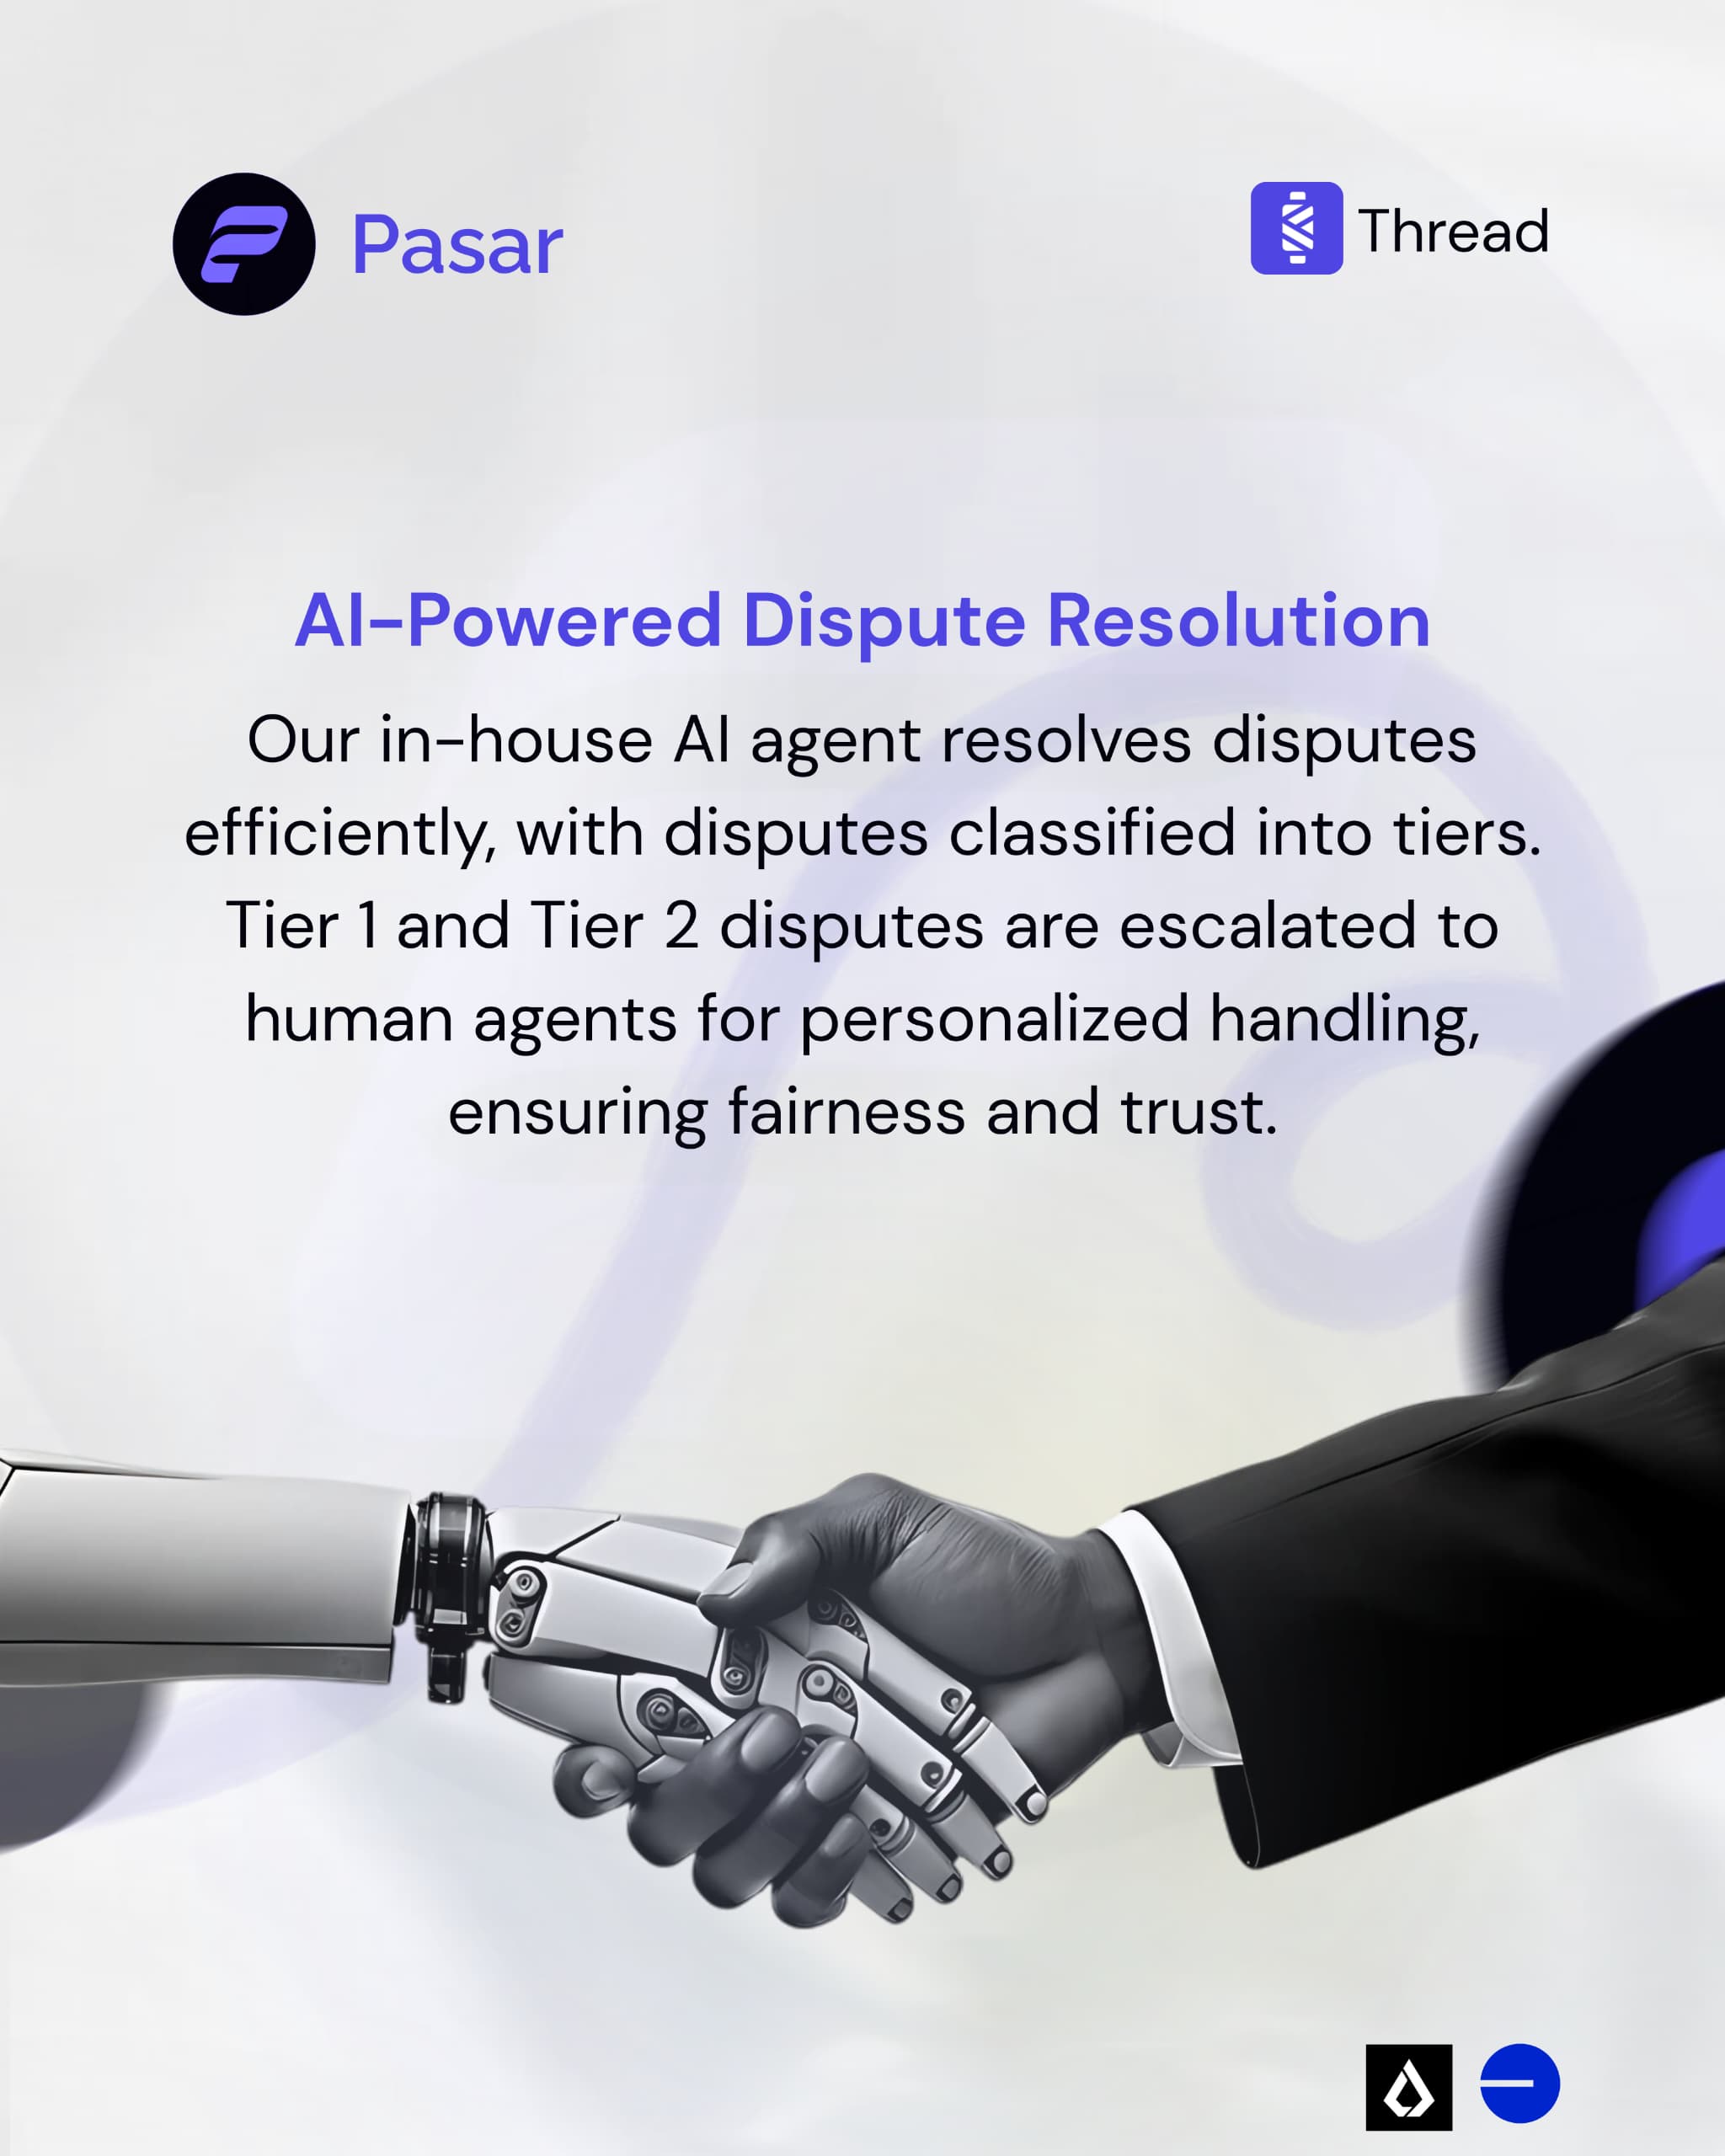 Pasar
Thread
AI-Powered Dispute Resolution
Our in-house AI agent resolves disputes
efficiently, with disputes classified into tiers.
Tier 1 and Tier 2 disputes are escalated to
human agents for personalized handling,
ensuring fairness and trust.